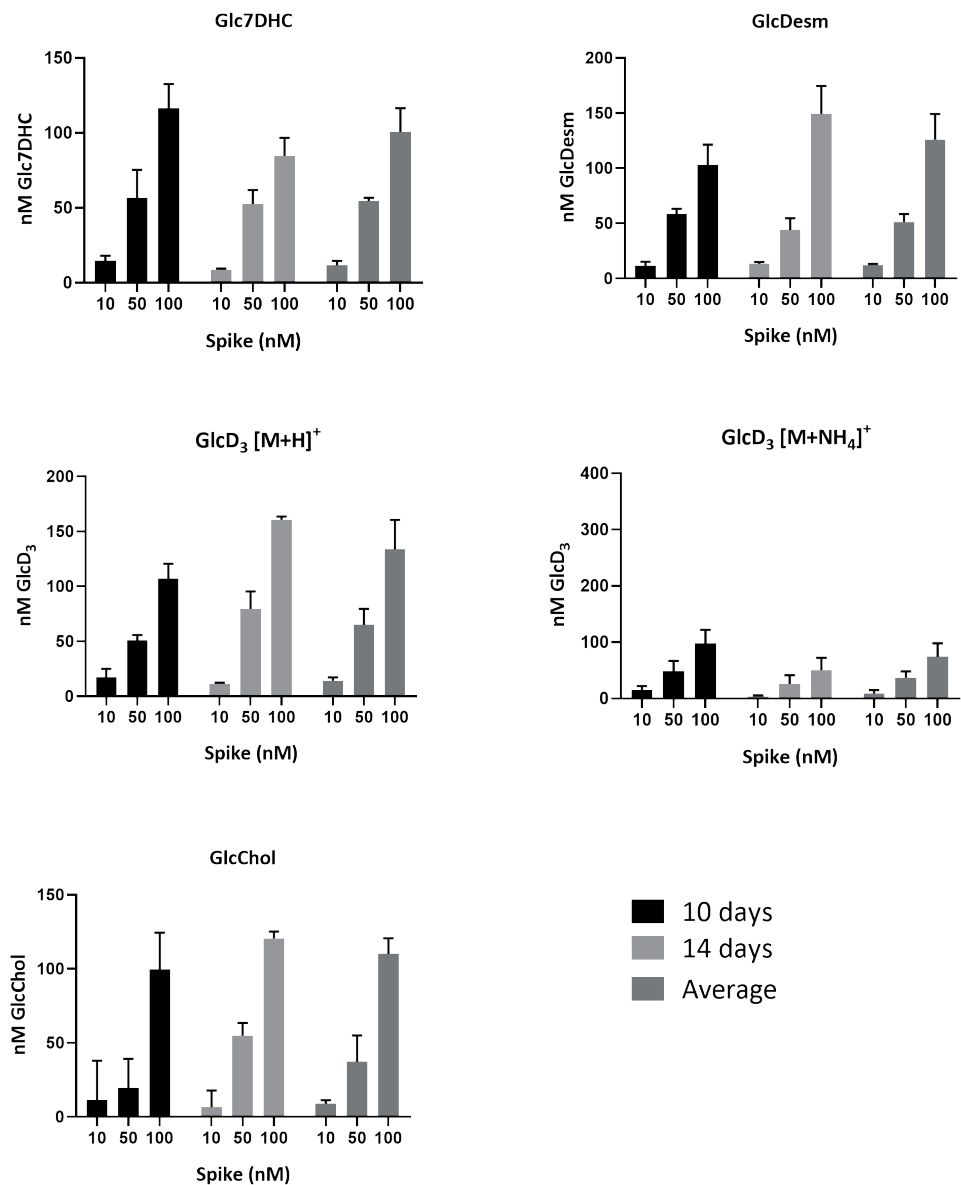 Glc7DHC
nM Glc7DHC
150
100
50
0
10 50 100 10 50 100 10 50 100
Spike (nM)
GlcDesm
nM GlcDesm
200
150
100
50
0
10 50 100 10 50 100 10 50 100
Spike (nM)
GlcD₃ [M+H]⁺
nM GlcD₃
200
150
100
50
0
10 50 100 10 50 100 10 50 100
Spike (nM)
GlcD₃ [M+NH₄]⁺
nM GlcD₃
400
300
200
100
0
10 50 100 10 50 100 10 50 100
Spike (nM)
GlcChol
nM GlcChol
150
100
50
0
10 50 100 10 50 100 10 50 100
Spike (nM)
10 days
14 days
Average